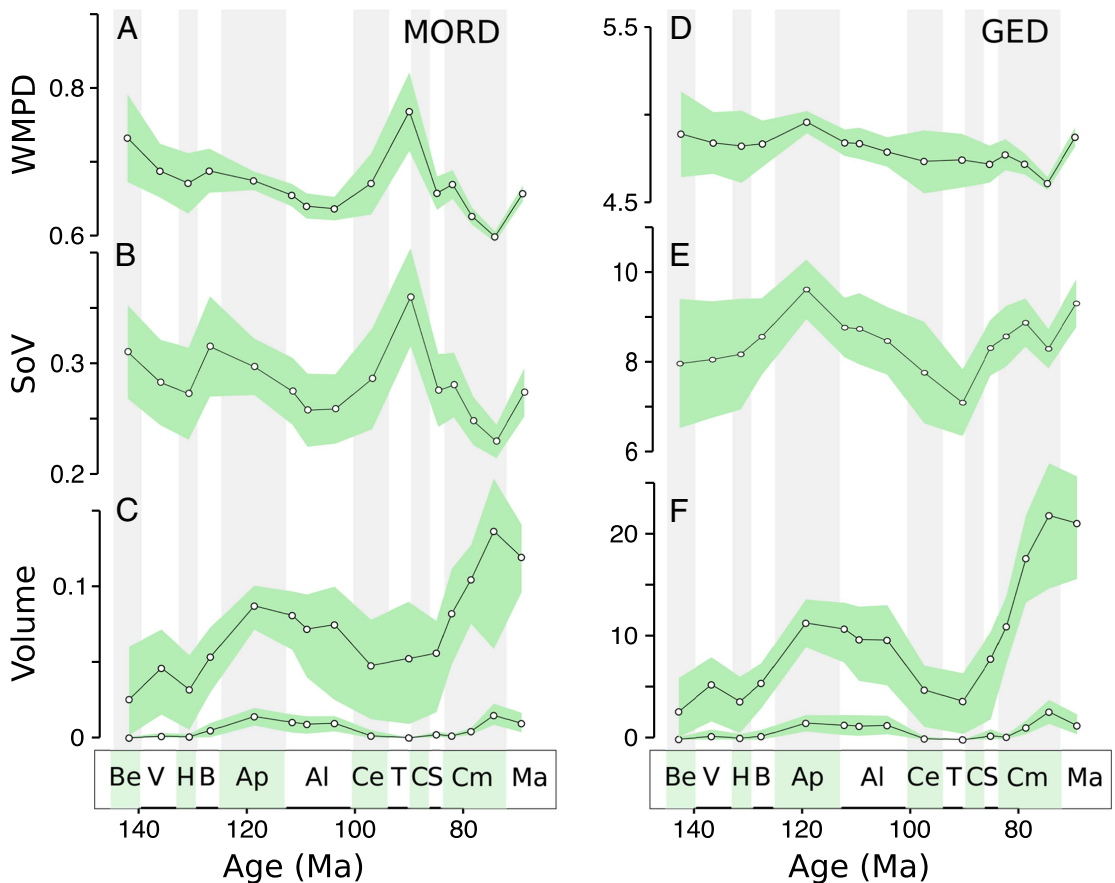 A MORD
0.8
0.6
WMPD
B
0.3
0.2
SoV
C
0.1
0
Volume
Be V H B Ap Al Ce T C S Cm Ma
140 120 100 80
Age (Ma)
D GED
5.5
4.5
E
10
8
6
F
20
10
0
Be V H B Ap Al Ce T C S Cm Ma
140 120 100 80
Age (Ma)